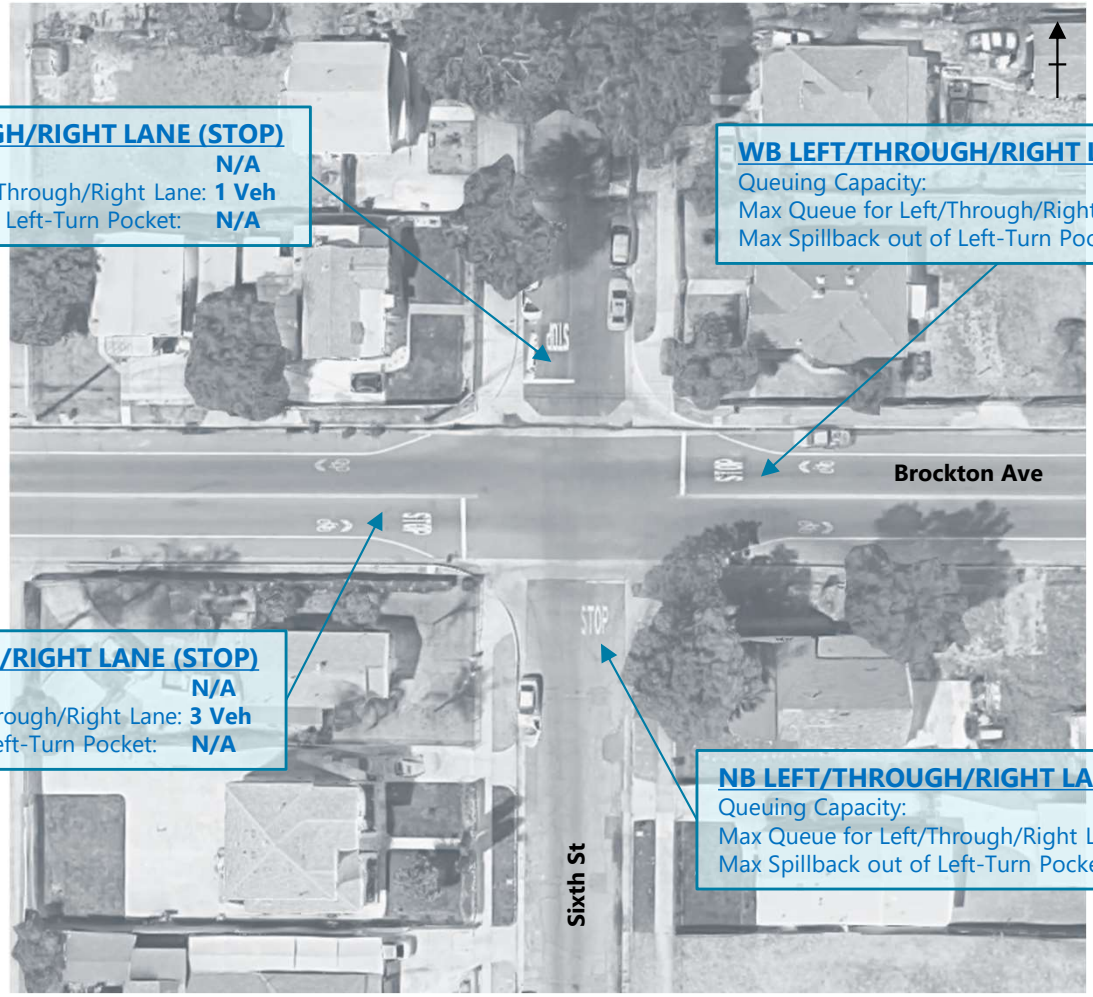 GH/RIGHT LANE (STOP)
N/A
Through/Right Lane: 1 Veh
Left-Turn Pocket: N/A
WB LEFT/THROUGH/RIGHT
Queuing Capacity:
Max Queue for Left/Through/Right
Max Spillback out of Left-Turn
STOP
STOP
Brockton Ave
STOP
STOP
/RIGHT LANE (STOP)
N/A
rough/Right Lane: 3 Veh
eft-Turn Pocket: N/A
NB LEFT/THROUGH/RIGHT
Queuing Capacity:
Max Queue for Left/Through/Right
Max Spillback out of Left-Turn
Sixth St